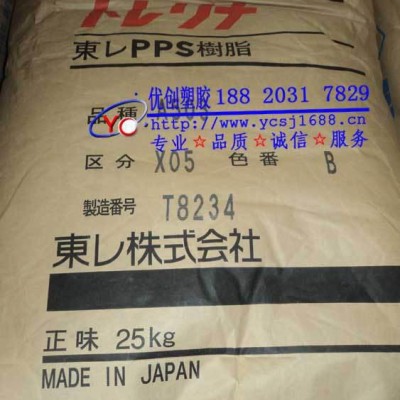 トレリナ
東レPPS樹脂
YC 优创塑胶 188 2031 7829
http://www.ycsj1688.com.cn
品種
专业☆品质☆诚信☆服务
区分 X05 色番 B
製造番号 T8234
東レ株式会社
正味 25kg
MADE IN JAPAN